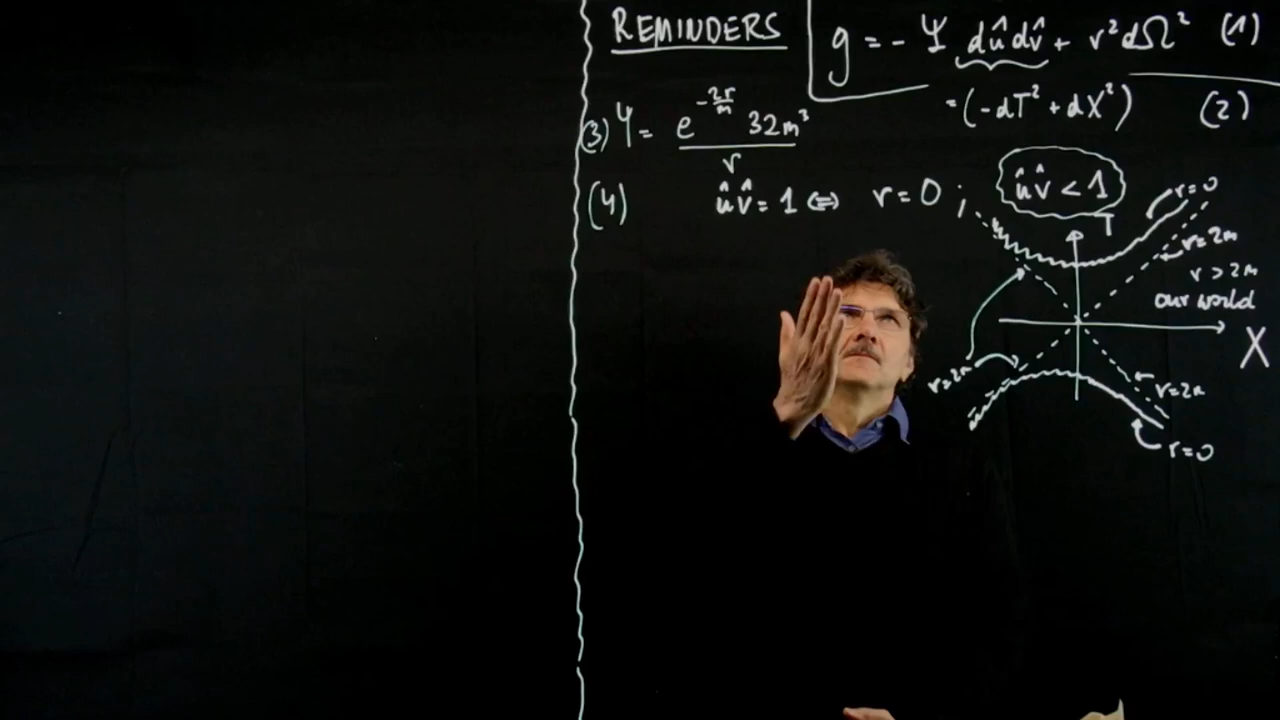 REMINDERS
g = - Ψ dûdv̂ + r²dΩ² (1)
= (-dT² + dX²) (2)
(3) Ψ = e^{-2r/m} 32m³ / r
(4) ûv̂ = 1 ⇔ r = 0 ; ûv̂ < 1
r=0
T
r=2m
r > 2m
our world
X
r=2m
r=2m
r=0